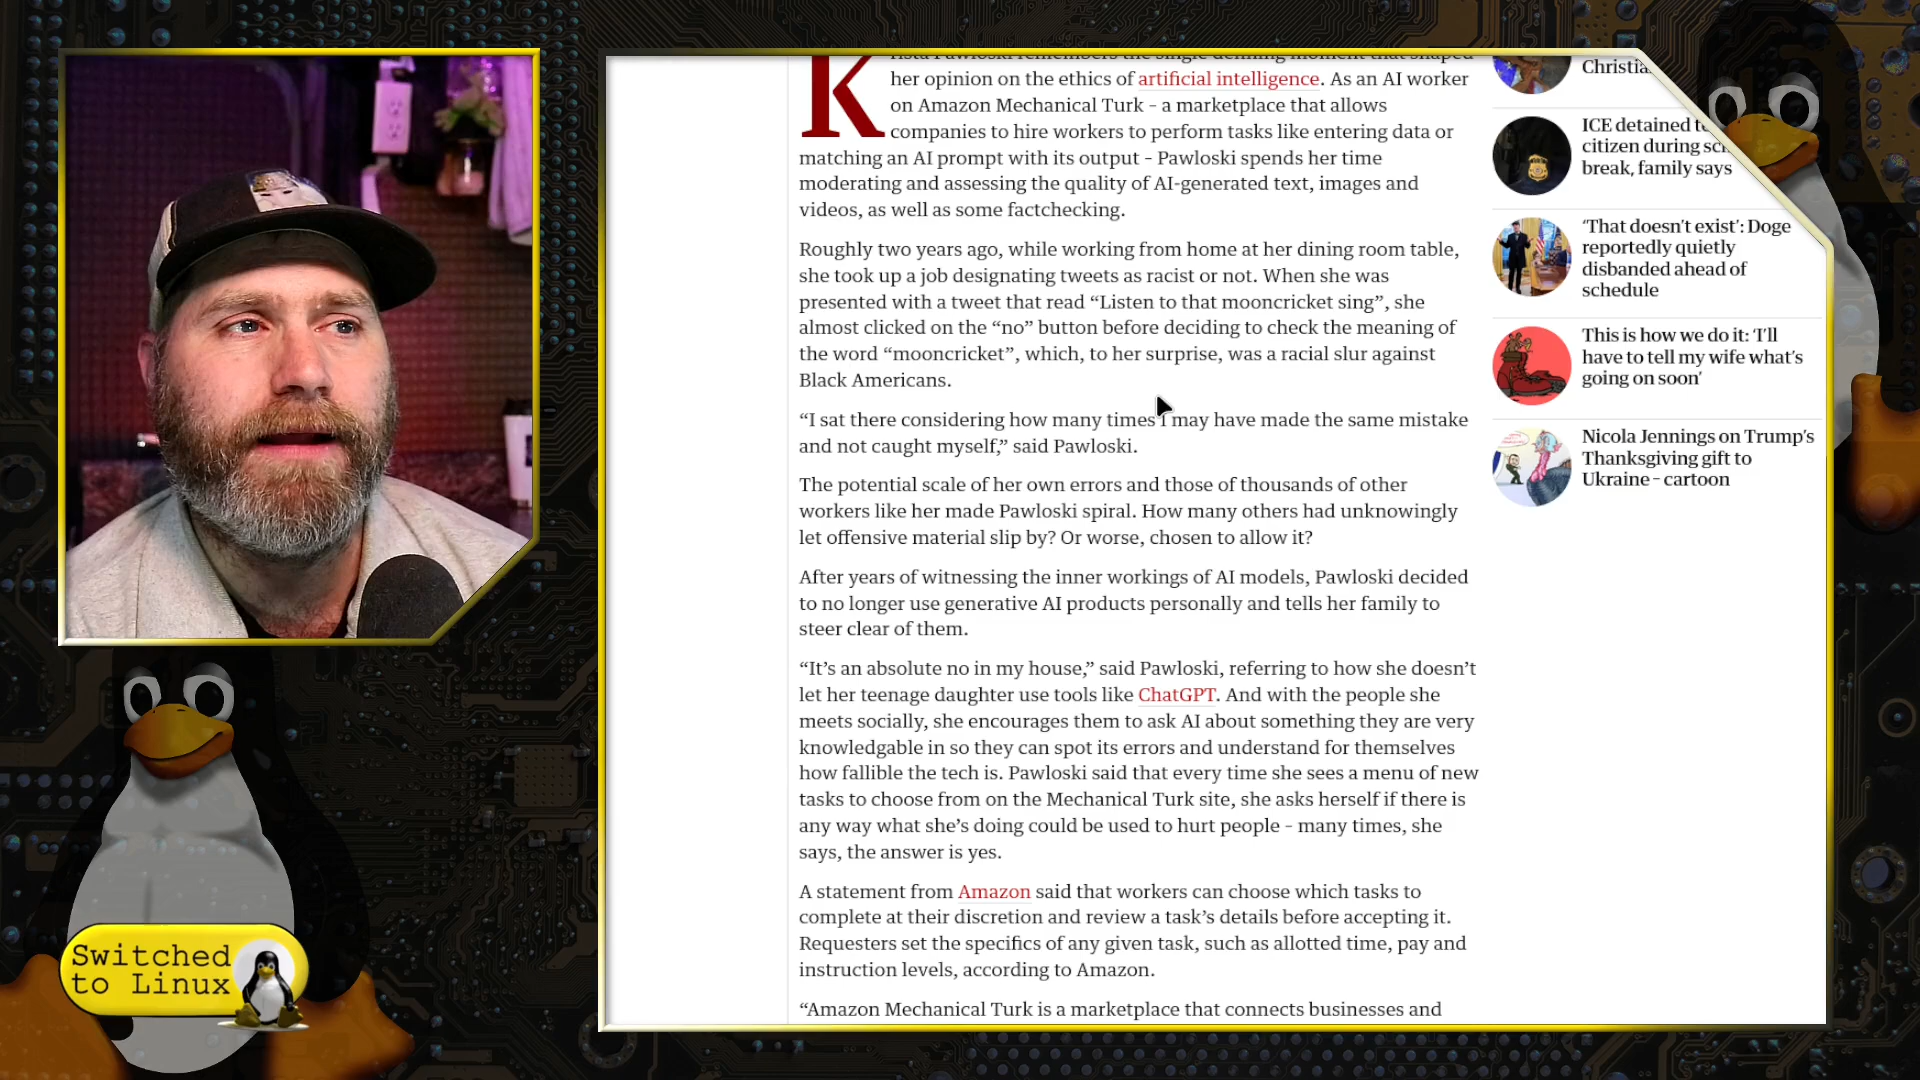 her opinion on the ethics of artificial intelligence. As an AI worker
on Amazon Mechanical Turk – a marketplace that allows
companies to hire workers to perform tasks like entering data or
matching an AI prompt with its output – Pawloski spends her time
moderating and assessing the quality of AI-generated text, images and
videos, as well as some factchecking.
Roughly two years ago, while working from home at her dining room table,
she took up a job designating tweets as racist or not. When she was
presented with a tweet that read “Listen to that mooncricket sing”, she
almost clicked on the “no” button before deciding to check the meaning of
the word “mooncricket”, which, to her surprise, was a racial slur against
Black Americans.
“I sat there considering how many times I may have made the same mistake
and not caught myself,” said Pawloski.
The potential scale of her own errors and those of thousands of other
workers like her made Pawloski spiral. How many others had unknowingly
let offensive material slip by? Or worse, chosen to allow it?
After years of witnessing the inner workings of AI models, Pawloski decided
to no longer use generative AI products personally and tells her family to
steer clear of them.
“It’s an absolute no in my house,” said Pawloski, referring to how she doesn’t
let her teenage daughter use tools like ChatGPT. And with the people she
meets socially, she encourages them to ask AI about something they are very
knowledgable in so they can spot its errors and understand for themselves
how fallible the tech is. Pawloski said that every time she sees a menu of new
tasks to choose from on the Mechanical Turk site, she asks herself if there is
any way what she’s doing could be used to hurt people – many times, she
says, the answer is yes.
A statement from Amazon said that workers can choose which tasks to
complete at their discretion and review a task’s details before accepting it.
Requesters set the specifics of any given task, such as allotted time, pay and
instruction levels, according to Amazon.
“Amazon Mechanical Turk is a marketplace that connects businesses and
ICE detained
citizen during
break, family says
‘That doesn’t exist’: Doge
reportedly quietly
disbanded ahead of
schedule
This is how we do it: ‘I’ll
have to tell my wife what’s
going on soon’
Nicola Jennings on Trump’s
Thanksgiving gift to
Ukraine – cartoon
Switched
to Linux